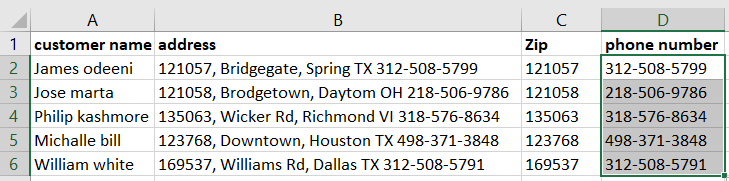 A B C D
1 customer name address Zip phone number
2 James odeeni 121057, Bridgegate, Spring TX 312-508-5799 121057 312-508-5799
3 Jose marta 121058, Brodgetown, Daytom OH 218-506-9786 121058 218-506-9786
4 Philip kashmore 135063, Wicker Rd, Richmond VI 318-576-8634 135063 318-576-8634
5 Michalle bill 123768, Downtown, Houston TX 498-371-3848 123768 498-371-3848
6 William white 169537, Williams Rd, Dallas TX 312-508-5791 169537 312-508-5791